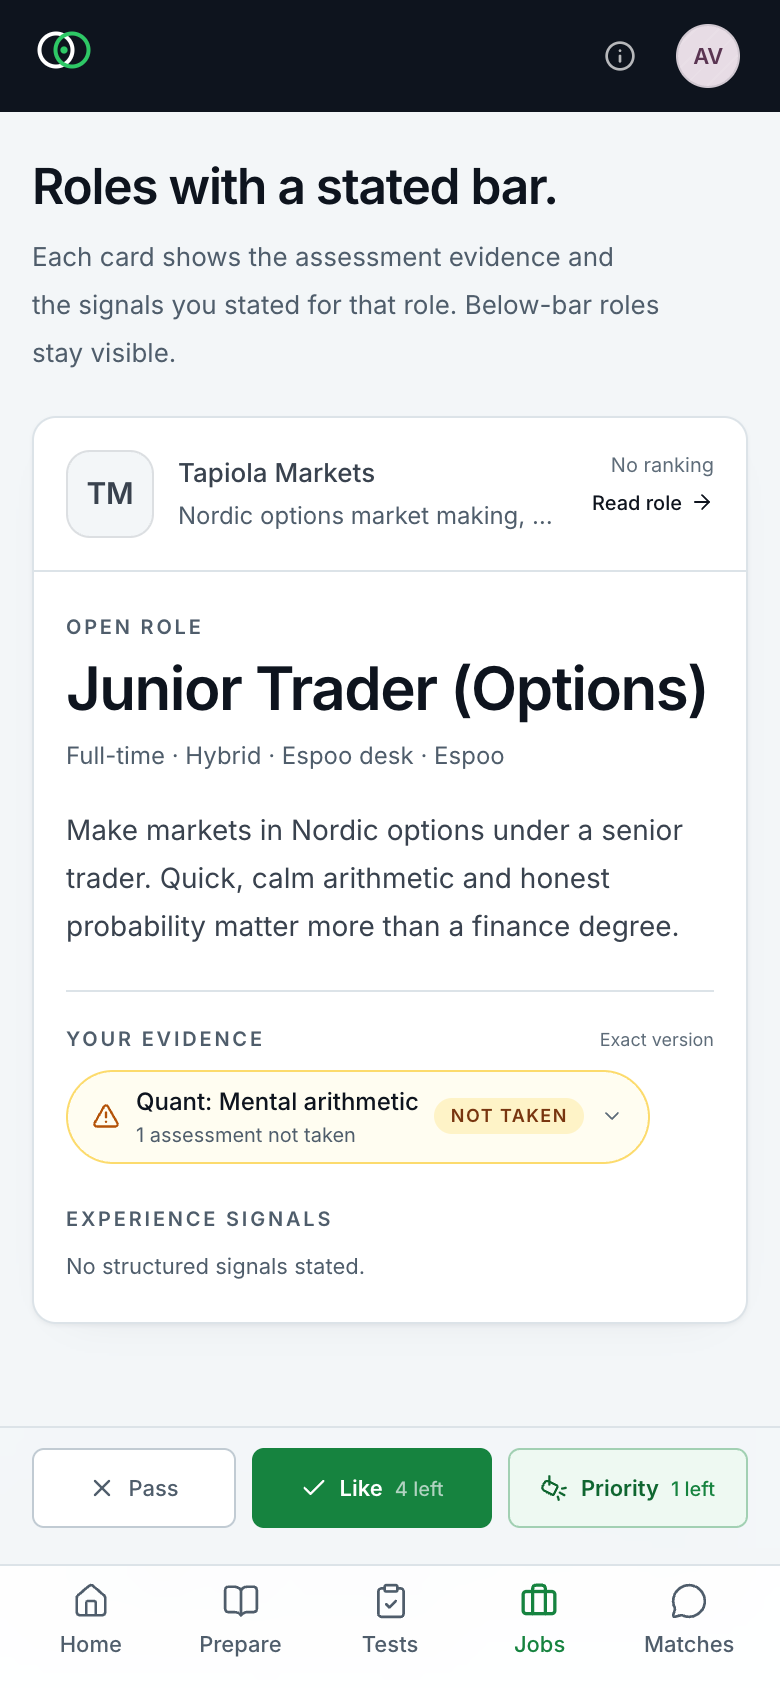 AV
Roles with a stated bar.
Each card shows the assessment evidence and
the signals you stated for that role. Below-bar roles
stay visible.
TM
Tapiola Markets
Nordic options market making, ...
No ranking
Read role →
OPEN ROLE
Junior Trader (Options)
Full-time · Hybrid · Espoo desk · Espoo
Make markets in Nordic options under a senior
trader. Quick, calm arithmetic and honest
probability matter more than a finance degree.
YOUR EVIDENCE
Exact version
Quant: Mental arithmetic
1 assessment not taken
NOT TAKEN
EXPERIENCE SIGNALS
No structured signals stated.
Pass
Like 4 left
Priority 1 left
Home
Prepare
Tests
Jobs
Matches